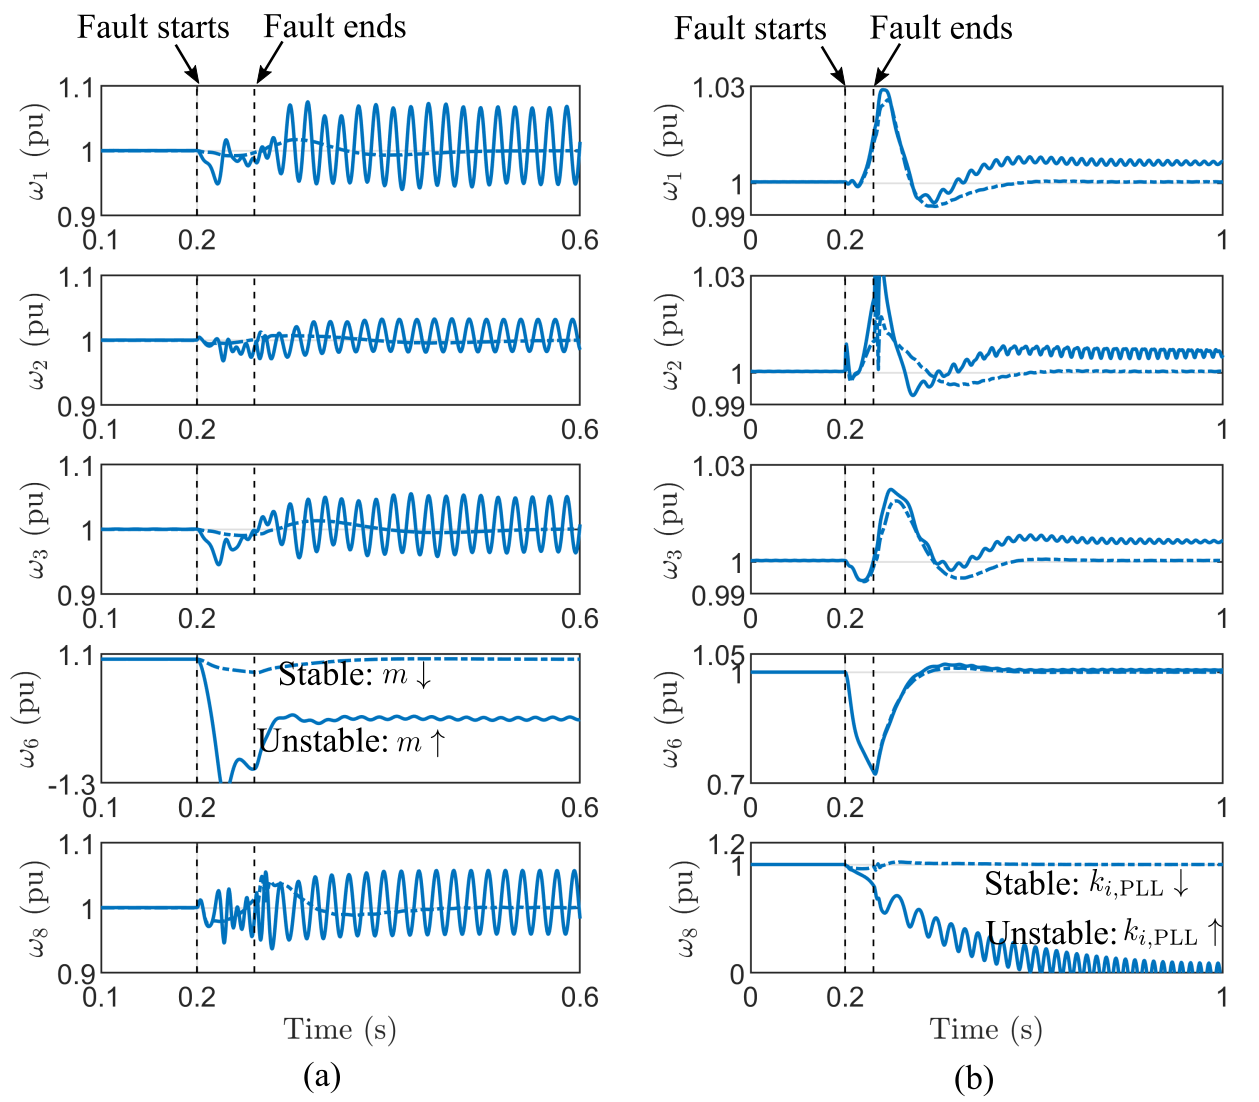 Fault starts Fault ends
1.1
1
0.9
ω1 (pu)
0.1 0.2 0.6
1.1
1
0.9
ω2 (pu)
0.1 0.2 0.6
1.1
1
0.9
ω3 (pu)
0.1 0.2 0.6
1.1
-1.3
ω6 (pu)
Stable: m ↓
Unstable: m ↑
0.1 0.2 0.6
1.1
1
0.9
ω8 (pu)
0.1 0.2 0.6
Time (s)
(a)
Fault starts Fault ends
1.03
1
0.99
ω1 (pu)
0 0.2 1
1.03
1
0.99
ω2 (pu)
0 0.2 1
1.03
1
0.99
ω3 (pu)
0 0.2 1
1.05
1
0.7
ω6 (pu)
0 0.2 1
1.2
1
0
ω8 (pu)
Stable: ki,PLL ↓
Unstable: ki,PLL ↑
0 0.2 1
Time (s)
(b)